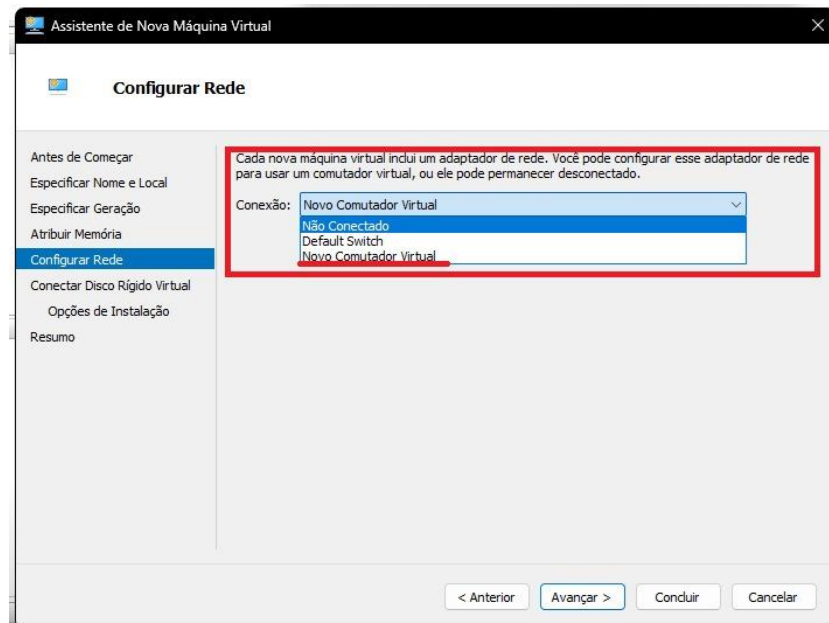 Assistente de Nova Máquina Virtual
Configurar Rede
Antes de Começar
Especificar Nome e Local
Especificar Geração
Atribuir Memória
Configurar Rede
Conectar Disco Rígido Virtual
Opções de Instalação
Resumo
Cada nova máquina virtual inclui um adaptador de rede. Você pode configurar esse adaptador de rede
para usar um comutador virtual, ou ele pode permanecer desconectado.
Conexão: Novo Comutador Virtual
Não Conectado
Default Switch
Novo Comutador Virtual
< Anterior Avançar > Concluir Cancelar